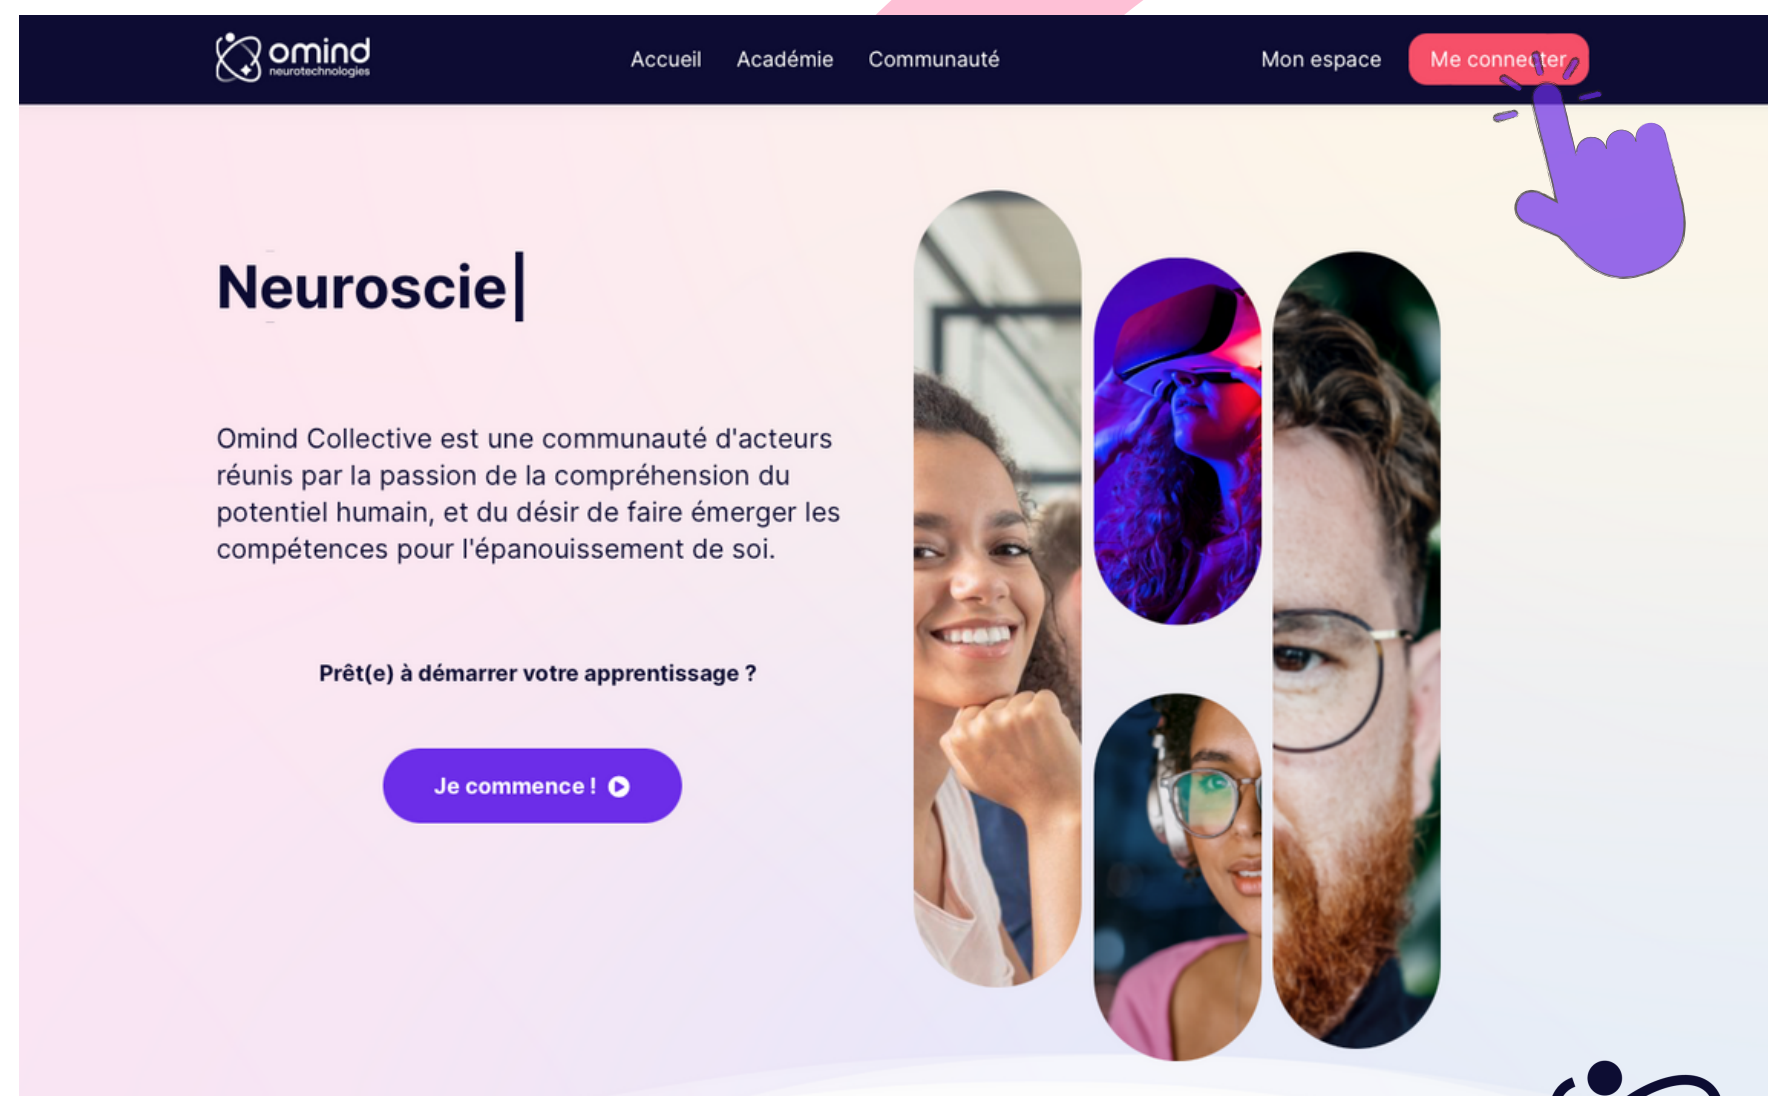 omind
neurotechnologies
Accueil
Académie
Communauté
Mon espace
Me connecter
Neuroscie
Omind Collective est une communauté d'acteurs
réunis par la passion de la compréhension du
potentiel humain, et du désir de faire émerger les
compétences pour l'épanouissement de soi.
Prêt(e) à démarrer votre apprentissage ?
Je commence !